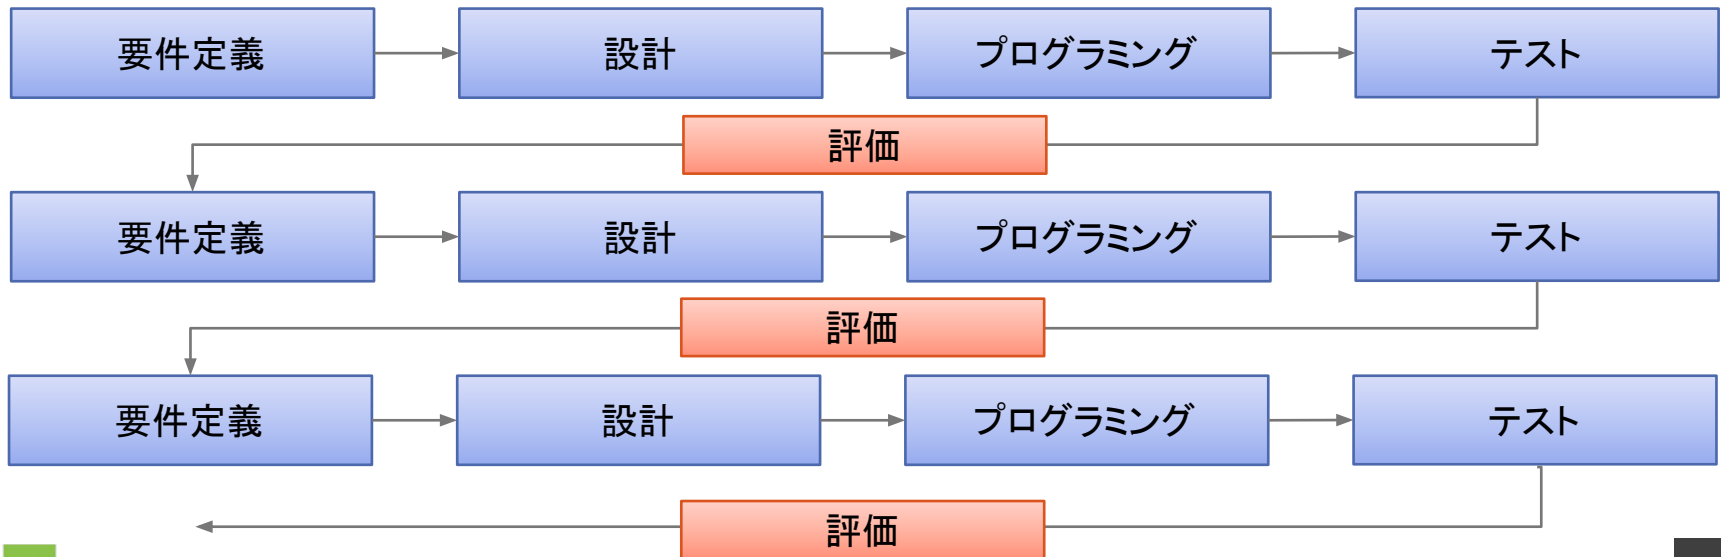 要件定義
設計
プログラミング
テスト
評価
要件定義
設計
プログラミング
テスト
評価
要件定義
設計
プログラミング
テスト
評価